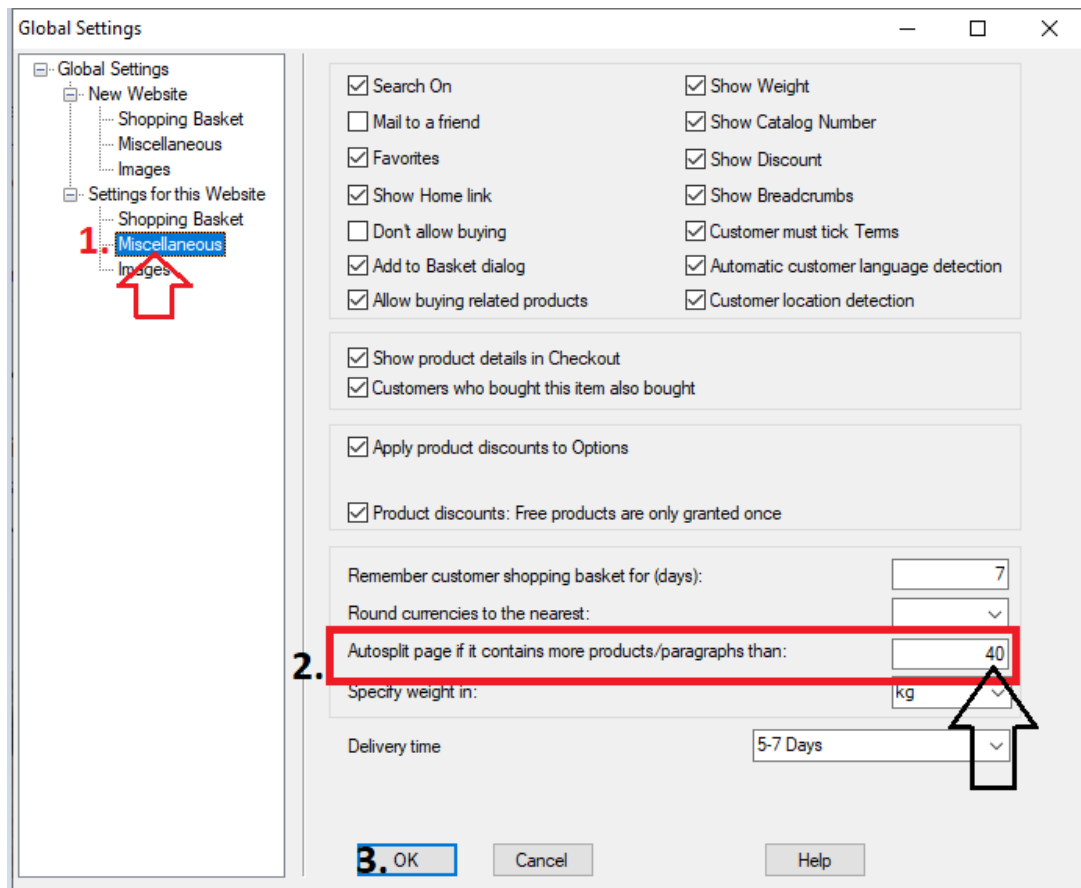 Global Settings
Global Settings
New Website
Shopping Basket
Miscellaneous
Images
Settings for this Website
Shopping Basket
1. Miscellaneous
Images
Search On
Show Weight
Mail to a friend
Show Catalog Number
Favorites
Show Discount
Show Home link
Show Breadcrumbs
Don't allow buying
Customer must tick Terms
Add to Basket dialog
Automatic customer language detection
Allow buying related products
Customer location detection
Show product details in Checkout
Customers who bought this item also bought
Apply product discounts to Options
Product discounts: Free products are only granted once
Remember customer shopping basket for (days): 7
Round currencies to the nearest:
2. Autosplit page if it contains more products/paragraphs than: 40
Specify weight in: kg
Delivery time 5-7 Days
3. OK Cancel Help